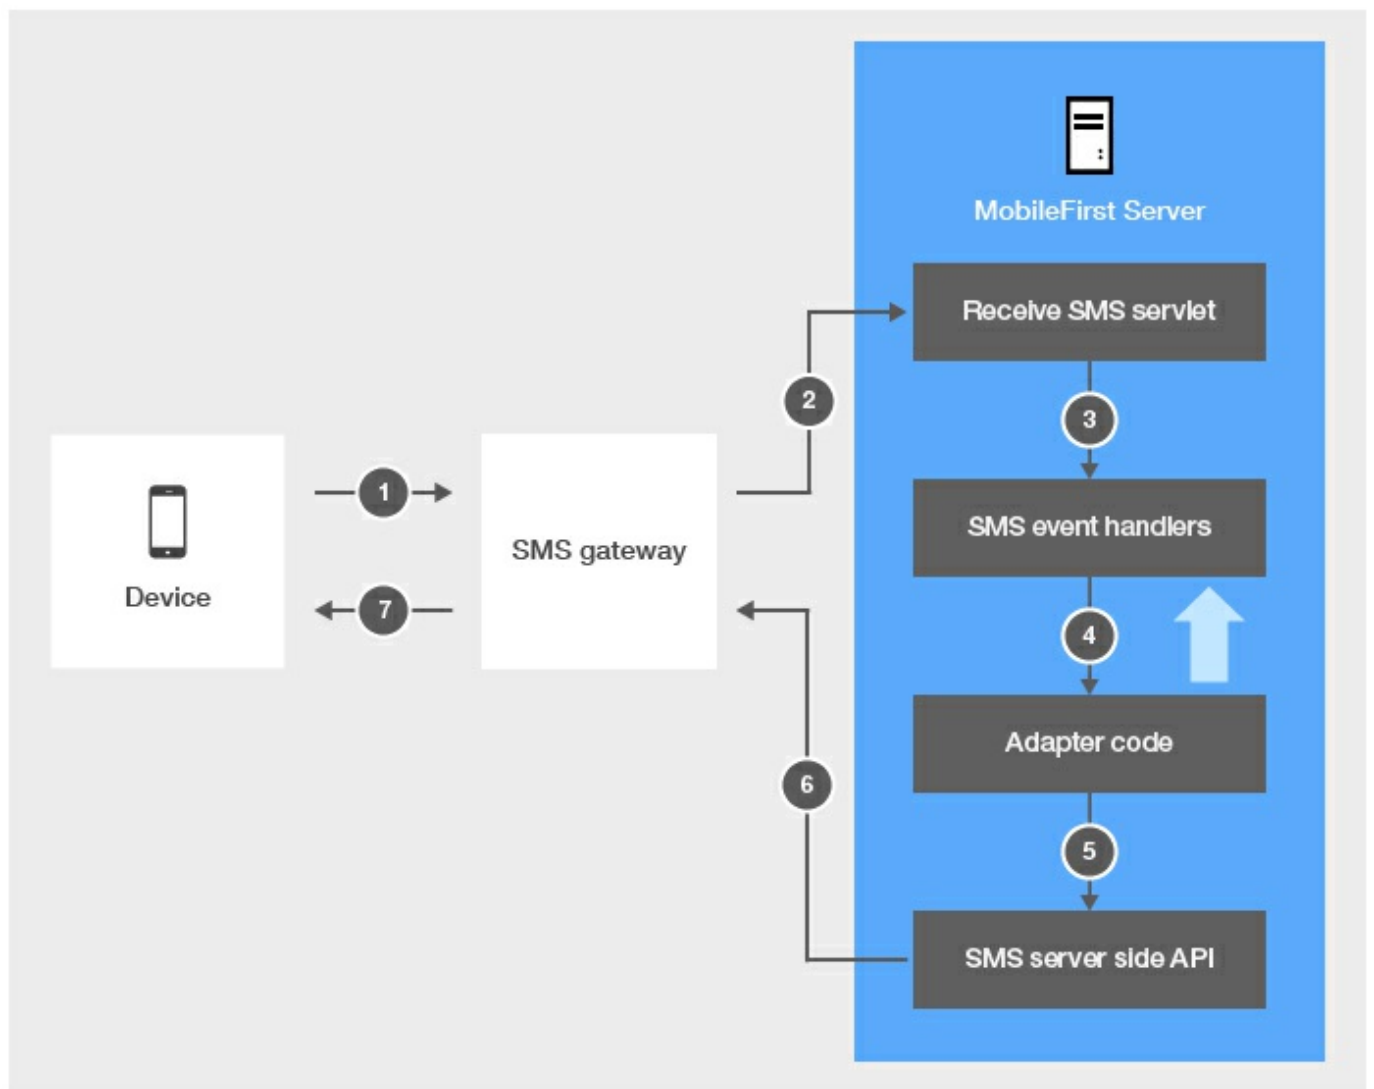 MobileFirst Server
Receive SMS servlet
2
3
1
SMS event handlers
SMS gateway
Device
7
4
Adapter code
6
5
SMS server side API